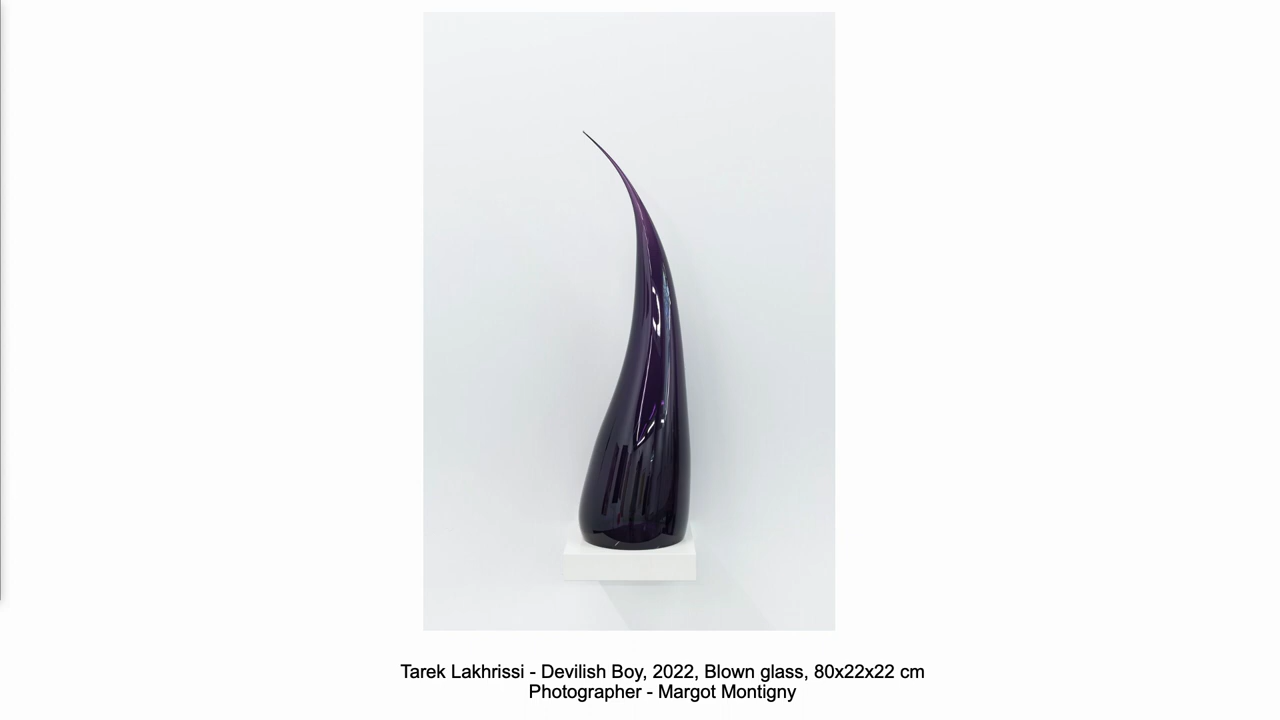 Tarek Lakhrissi - Devilish Boy, 2022, Blown glass, 80x22x22 cm
Photographer - Margot Montigny